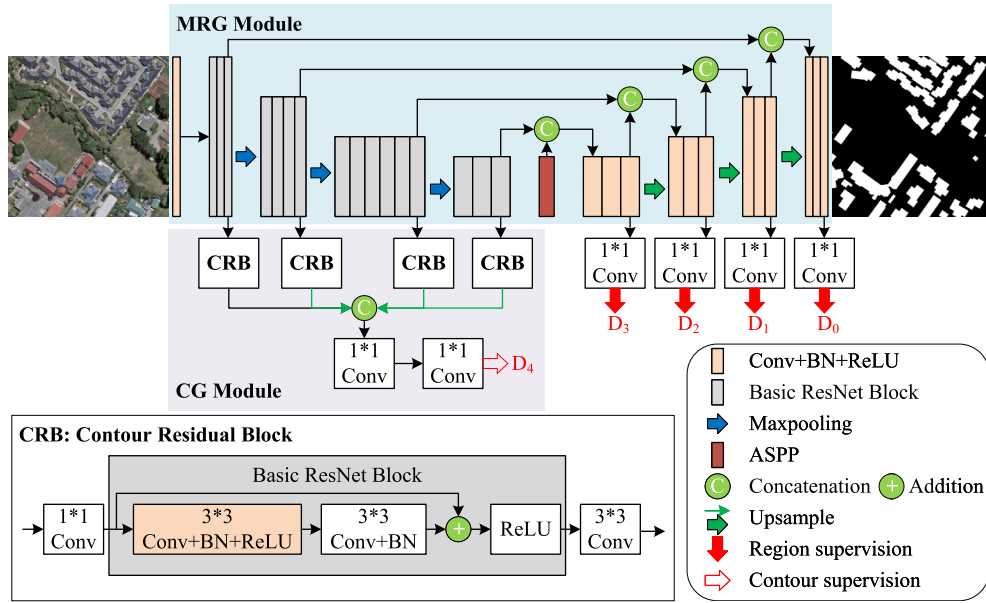 MRG Module
C
C
C
C
CRB
CRB
CRB
CRB
1*1
Conv
1*1
Conv
1*1
Conv
1*1
Conv
D3
D2
D1
D0
C
1*1
Conv
1*1
Conv
D4
CG Module
Conv+BN+ReLU
Basic ResNet Block
Maxpooling
ASPP
C Concatenation + Addition
Upsample
Region supervision
Contour supervision
CRB: Contour Residual Block
Basic ResNet Block
1*1
Conv
3*3
Conv+BN+ReLU
3*3
Conv+BN
+
ReLU
3*3
Conv